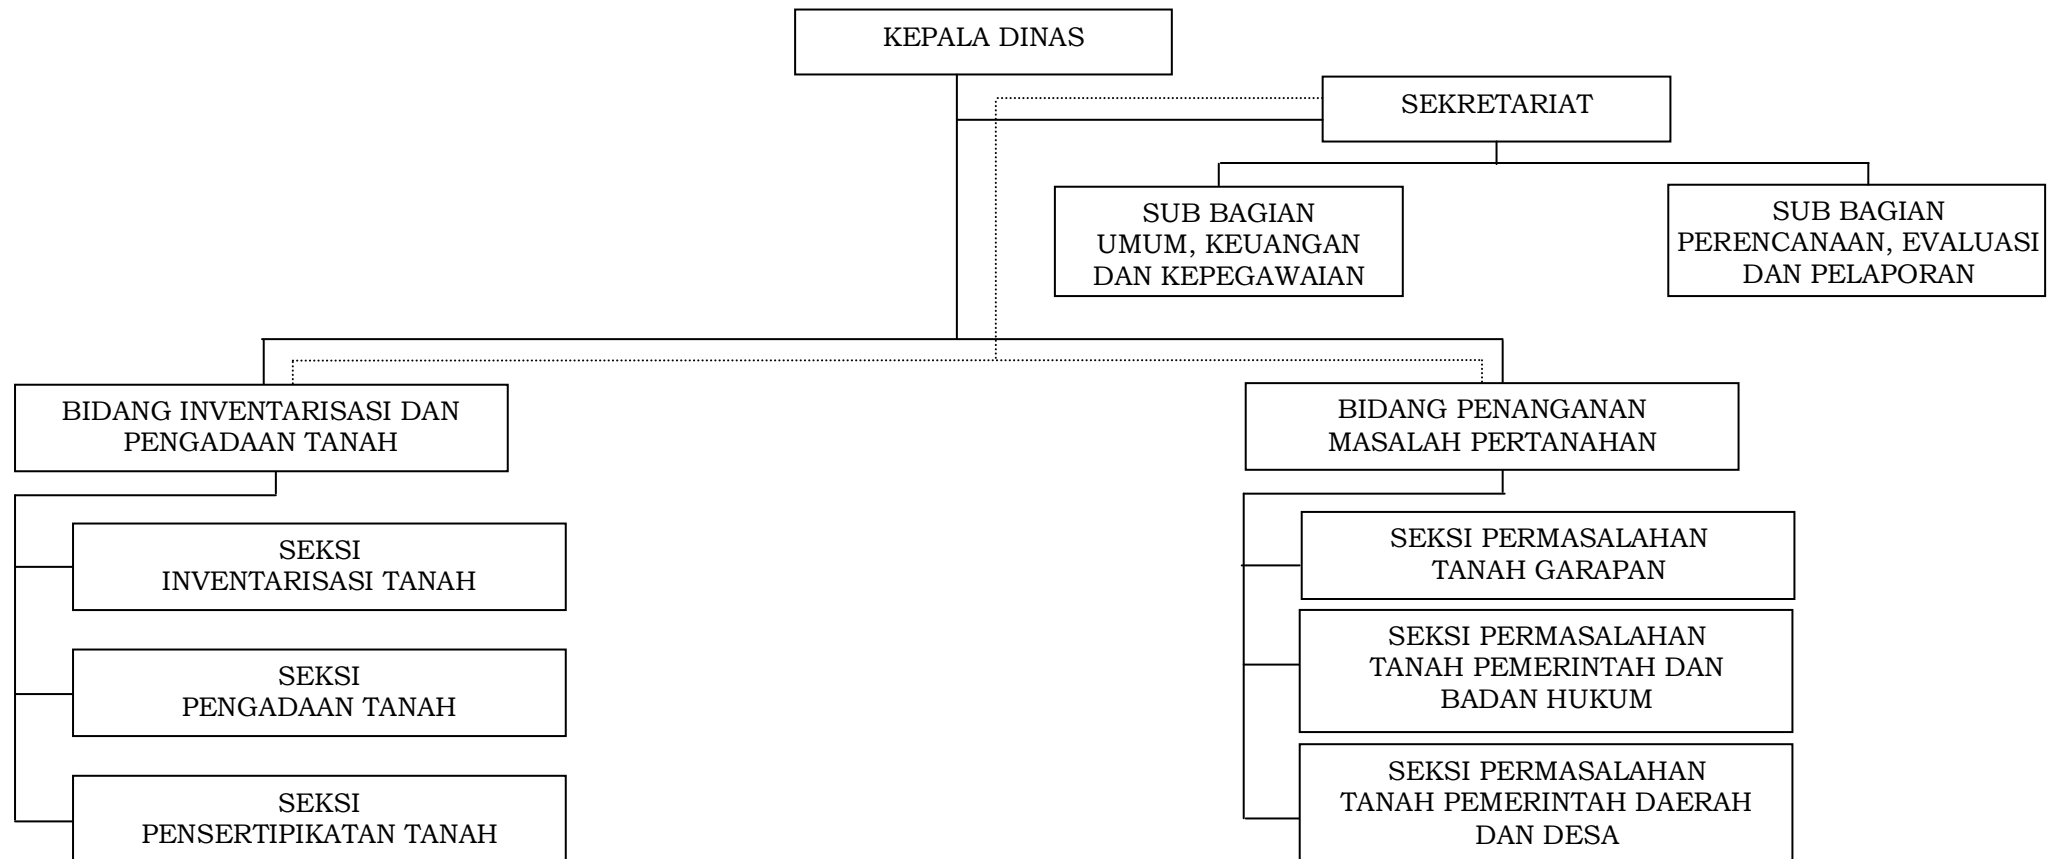 KEPALA DINAS
SEKRETARIAT
SUB BAGIAN
UMUM, KEUANGAN
DAN KEPEGAWAIAN
SUB BAGIAN
PERENCANAAN, EVALUASI
DAN PELAPORAN
BIDANG INVENTARISASI DAN
PENGADAAN TANAH
SEKSI
INVENTARISASI TANAH
SEKSI
PENGADAAN TANAH
SEKSI
PENSERTIPIKATAN TANAH
BIDANG PENANGANAN
MASALAH PERTANAHAN
SEKSI PERMASALAHAN
TANAH GARAPAN
SEKSI PERMASALAHAN
TANAH PEMERINTAH DAN
BADAN HUKUM
SEKSI PERMASALAHAN
TANAH PEMERINTAH DAERAH
DAN DESA